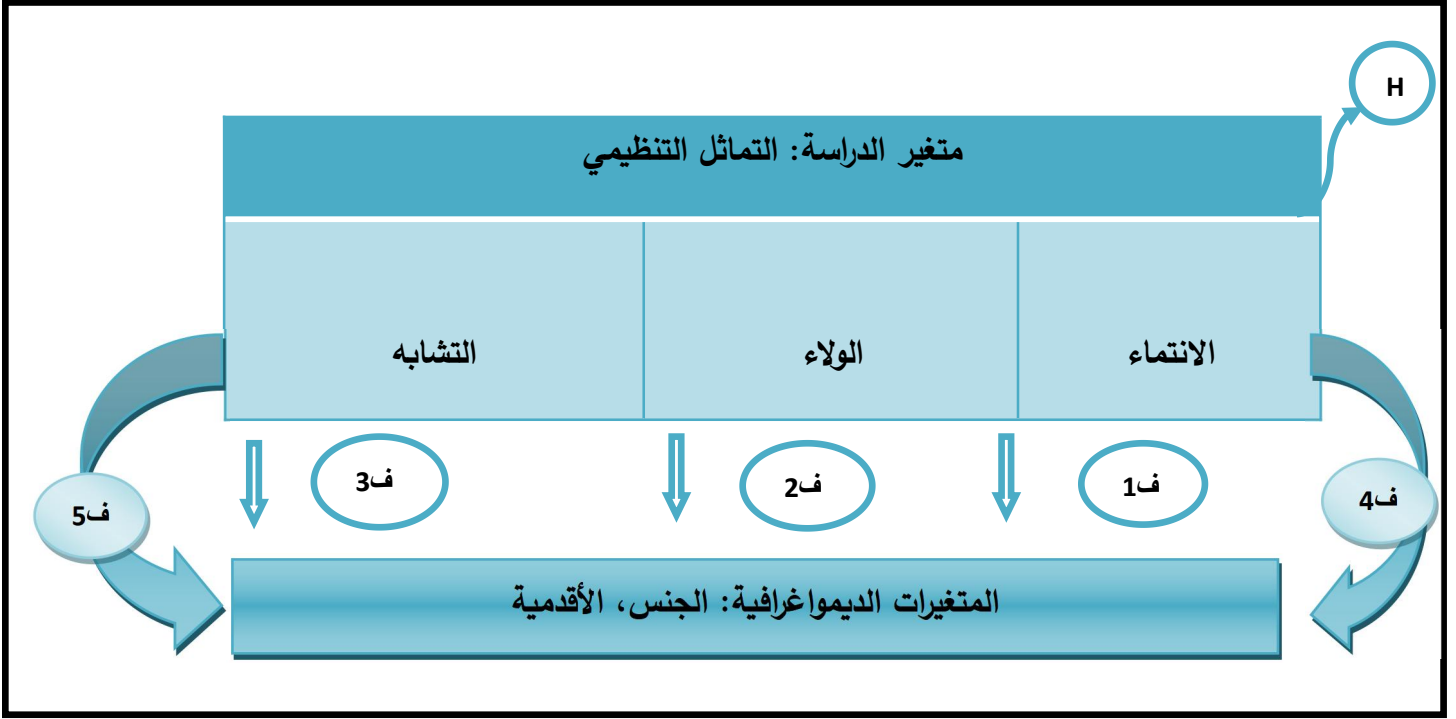 H
متغير الدراسة: التماثل التنظيمي
الانتماء
الولاء
التشابه
ف1
ف2
ف3
ف4
ف5
المتغيرات الديمواغرافية: الجنس، الأقدمية